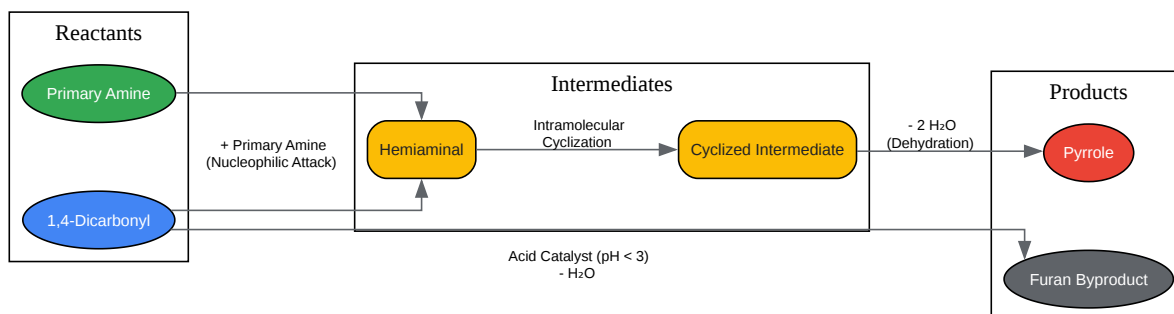 Reactants
Primary Amine
+ Primary Amine
(Nucleophilic Attack)
1,4-Dicarbonyl
Intermediates
Hemiaminal
Intramolecular
Cyclization
Cyclized Intermediate
- 2 H₂O
(Dehydration)
Acid Catalyst (pH < 3)
- H₂O
Products
Pyrrole
Furan Byproduct